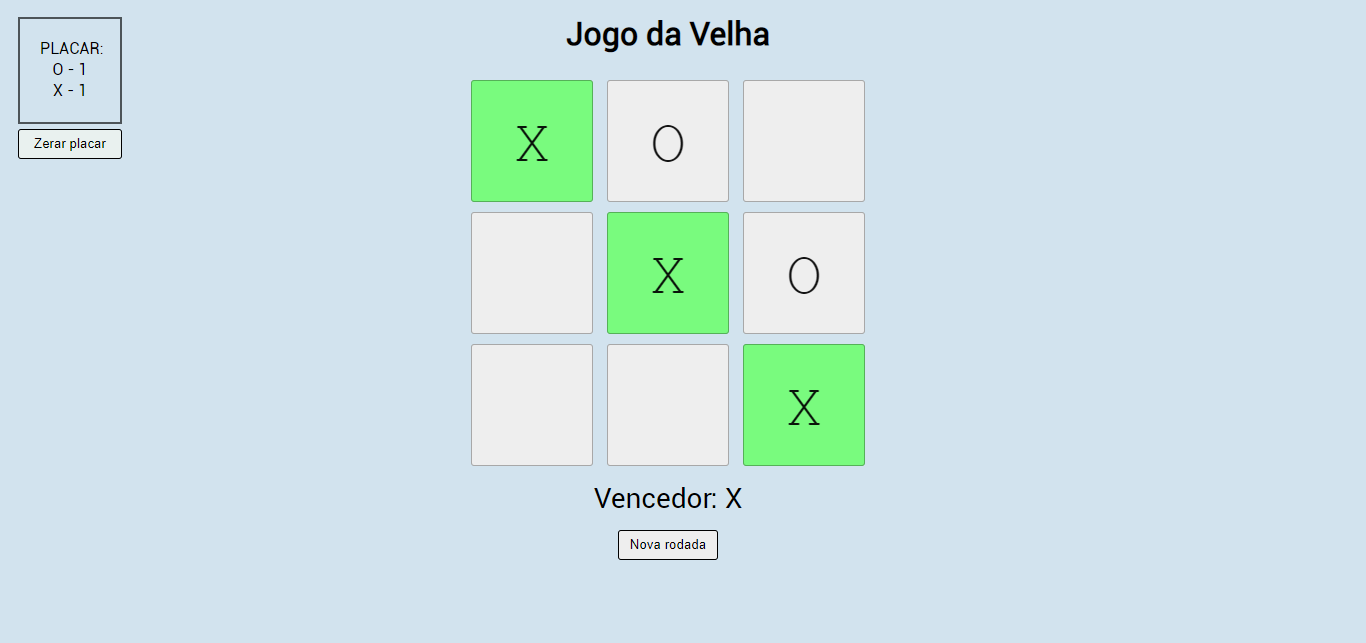 Jogo da Velha
PLACAR:
O - 1
X - 1
Zerar placar
X O
X O
X
Vencedor: X
Nova rodada